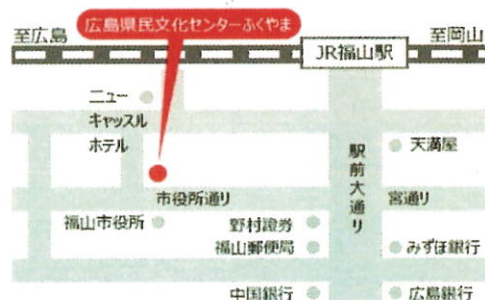 広島県民文化センターふくやま
至広島
JR福山駅
至岡山
ニュー
キャッスル
ホテル
駅前大通り
天満屋
市役所通り
宮通り
福山市役所
野村證券
福山郵便局
みずほ銀行
中国銀行
広島銀行